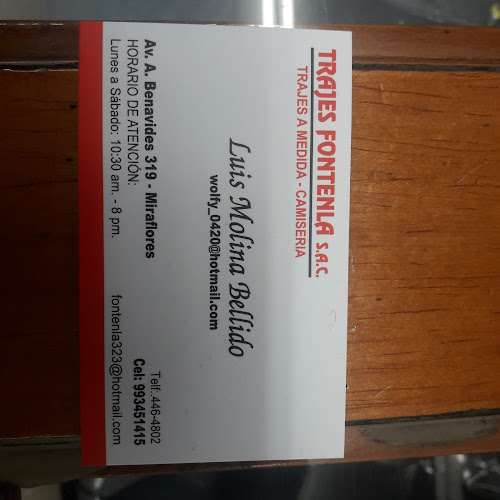 TRAJES FONTENLA S.A.C.
TRAJES A MEDIDA - CAMISERIA
Luis Molina Bellido
wolfy_0420@hotmail.com
Telf.:446-4802
Av. A. Benavides 319 - Miraflores
Cel: 993451415
HORARIO DE ATENCIÓN:
Lunes a Sábado: 10:30 am. - 8 pm.
fontenla323@hotmail.com